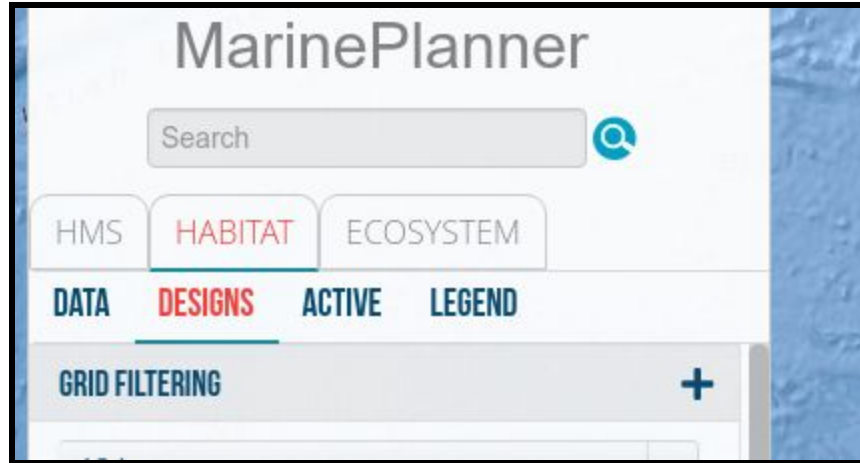 MarinePlanner
Search
HMS HABITAT ECOSYSTEM
DATA DESIGNS ACTIVE LEGEND
GRID FILTERING +